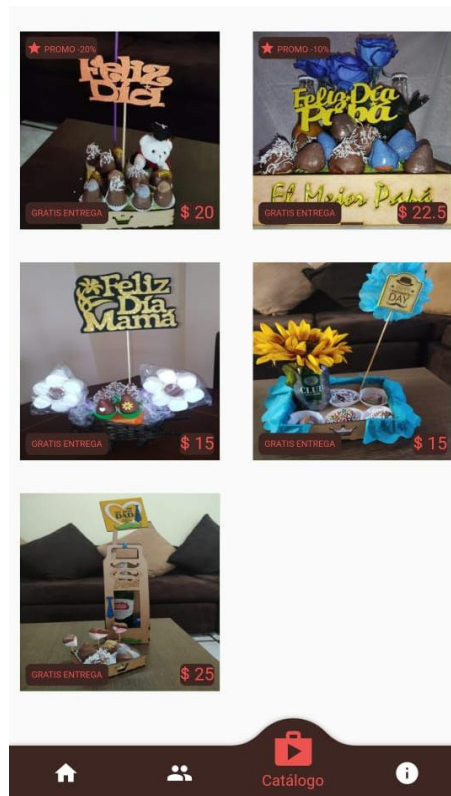 PROMO -20%
Feliz
Día
GRATIS ENTREGA
$ 20
PROMO -10%
Feliz Día
Papá
El Mejor Papá
GRATIS ENTREGA
$ 22.5
Feliz
Día
Mamá
GRATIS ENTREGA
$ 15
DAY
CLUB
GRATIS ENTREGA
$ 15
DAD
GRATIS ENTREGA
$ 25
Catálogo